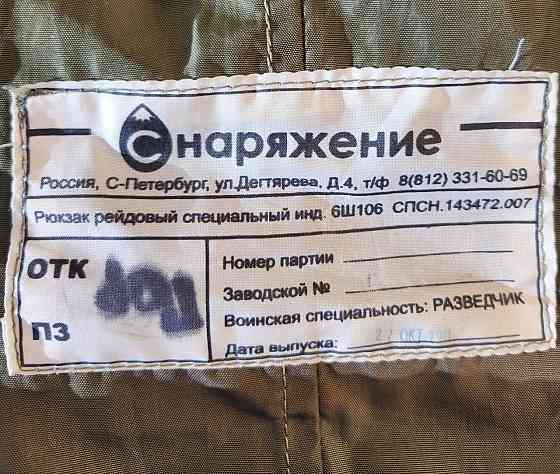 Снаряжение
Россия, С-Петербург, ул.Дегтярева, Д.4, т/ф 8(812) 331-60-69
Рюкзак рейдовый специальный инд. 6Ш106 СПСН.143472.007
ОТК
ПЗ
Номер партии
Заводской №
Воинская специальность: РАЗВЕДЧИК
Дата выпуска: ОКТ